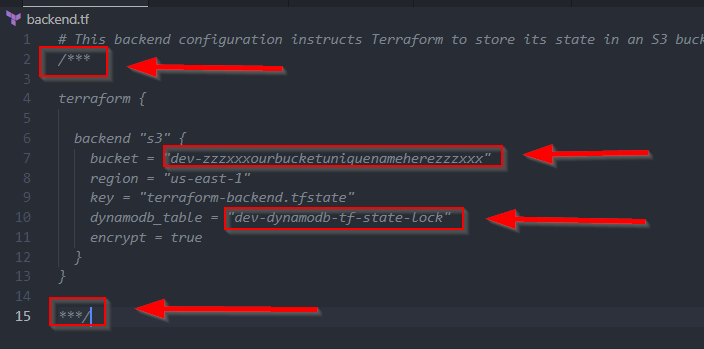 backend.tf
1 # This backend configuration instructs Terraform to store its state in an S3
2 /***
3
4 terraform {
5
6 backend "s3" {
7 bucket = "dev-zzzxxxourbucketuniquenameherezzzxxx"
8 region = "us-east-1"
9 key = "terraform-backend.tfstate"
10 dynamodb_table = "dev-dynamodb-tf-state-lock"
11 encrypt = true
12 }
13 }
14
15 ***/